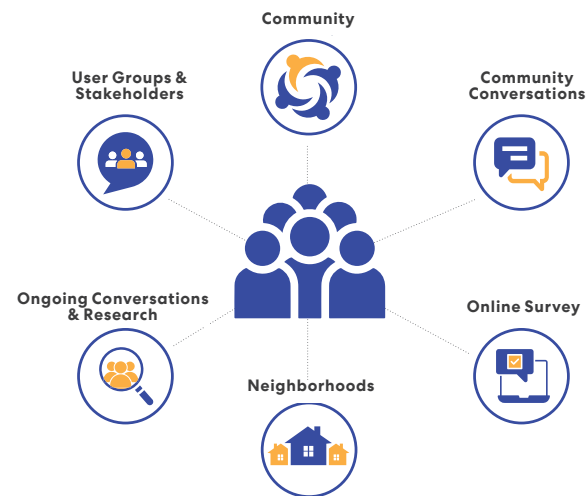 Community
User Groups &
Stakeholders
Community
Conversations
Ongoing Conversations
& Research
Online Survey
Neighborhoods